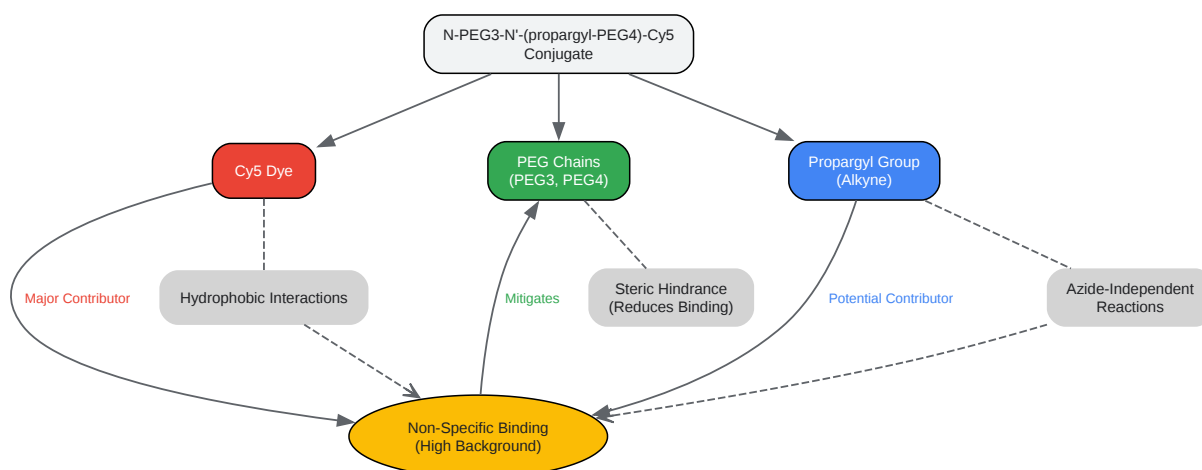 N-PEG3-N'-(propargyl-PEG4)-Cy5
Conjugate
Cy5 Dye
PEG Chains
(PEG3, PEG4)
Propargyl Group
(Alkyne)
Major Contributor
Hydrophobic Interactions
Mitigates
Steric Hindrance
(Reduces Binding)
Potential Contributor
Azide-Independent
Reactions
Non-Specific Binding
(High Background)